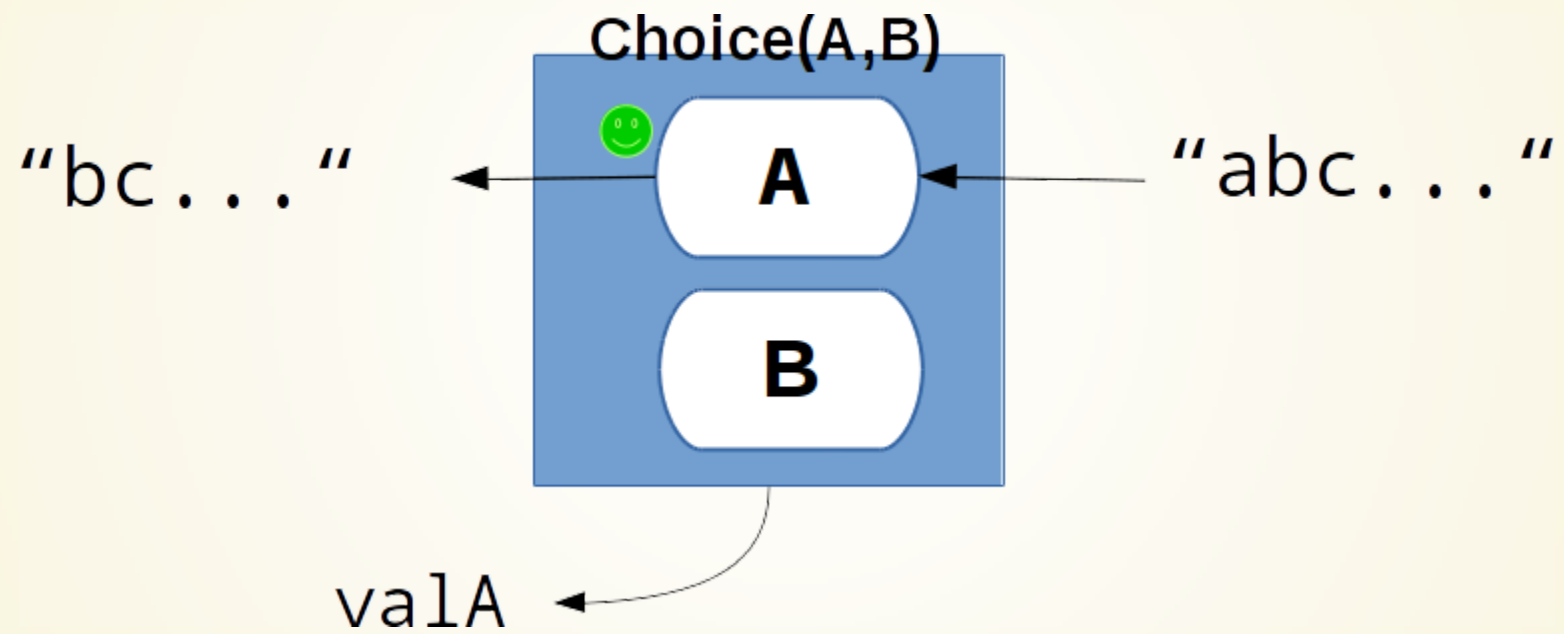 Choice(A,B)
“bc...“
A
“abc...“
B
valA